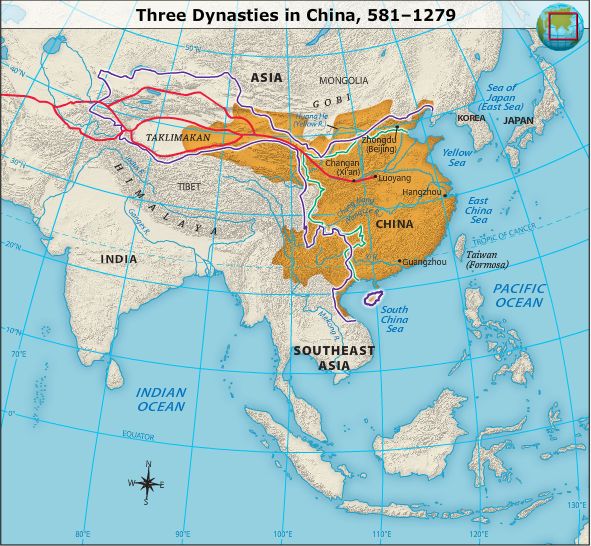 Three Dynasties in China, 581–1279
50°N
40°N
ASIA
MONGOLIA
GOBI
Sea of
Japan
(East Sea)
KOREA
JAPAN
Huang He
(Yellow R.)
Zhongdu
(Beijing)
TAKLIMAKAN
Yellow
Sea
Changan
(Xi'an)
Luoyang
30°N
HIMALAYA
TIBET
Hangzhou
East
China
Sea
Ganges R.
CHINA
TROPIC OF CANCER
20°N
INDIA
Guangzhou
Taiwan
(Formosa)
PACIFIC
OCEAN
South
China
Sea
Mekong R.
10°N
70°E
SOUTHEAST
ASIA
INDIAN
OCEAN
0°
EQUATOR
N
W
E
S
80°E
90°E
100°E
110°E
120°E
130°E